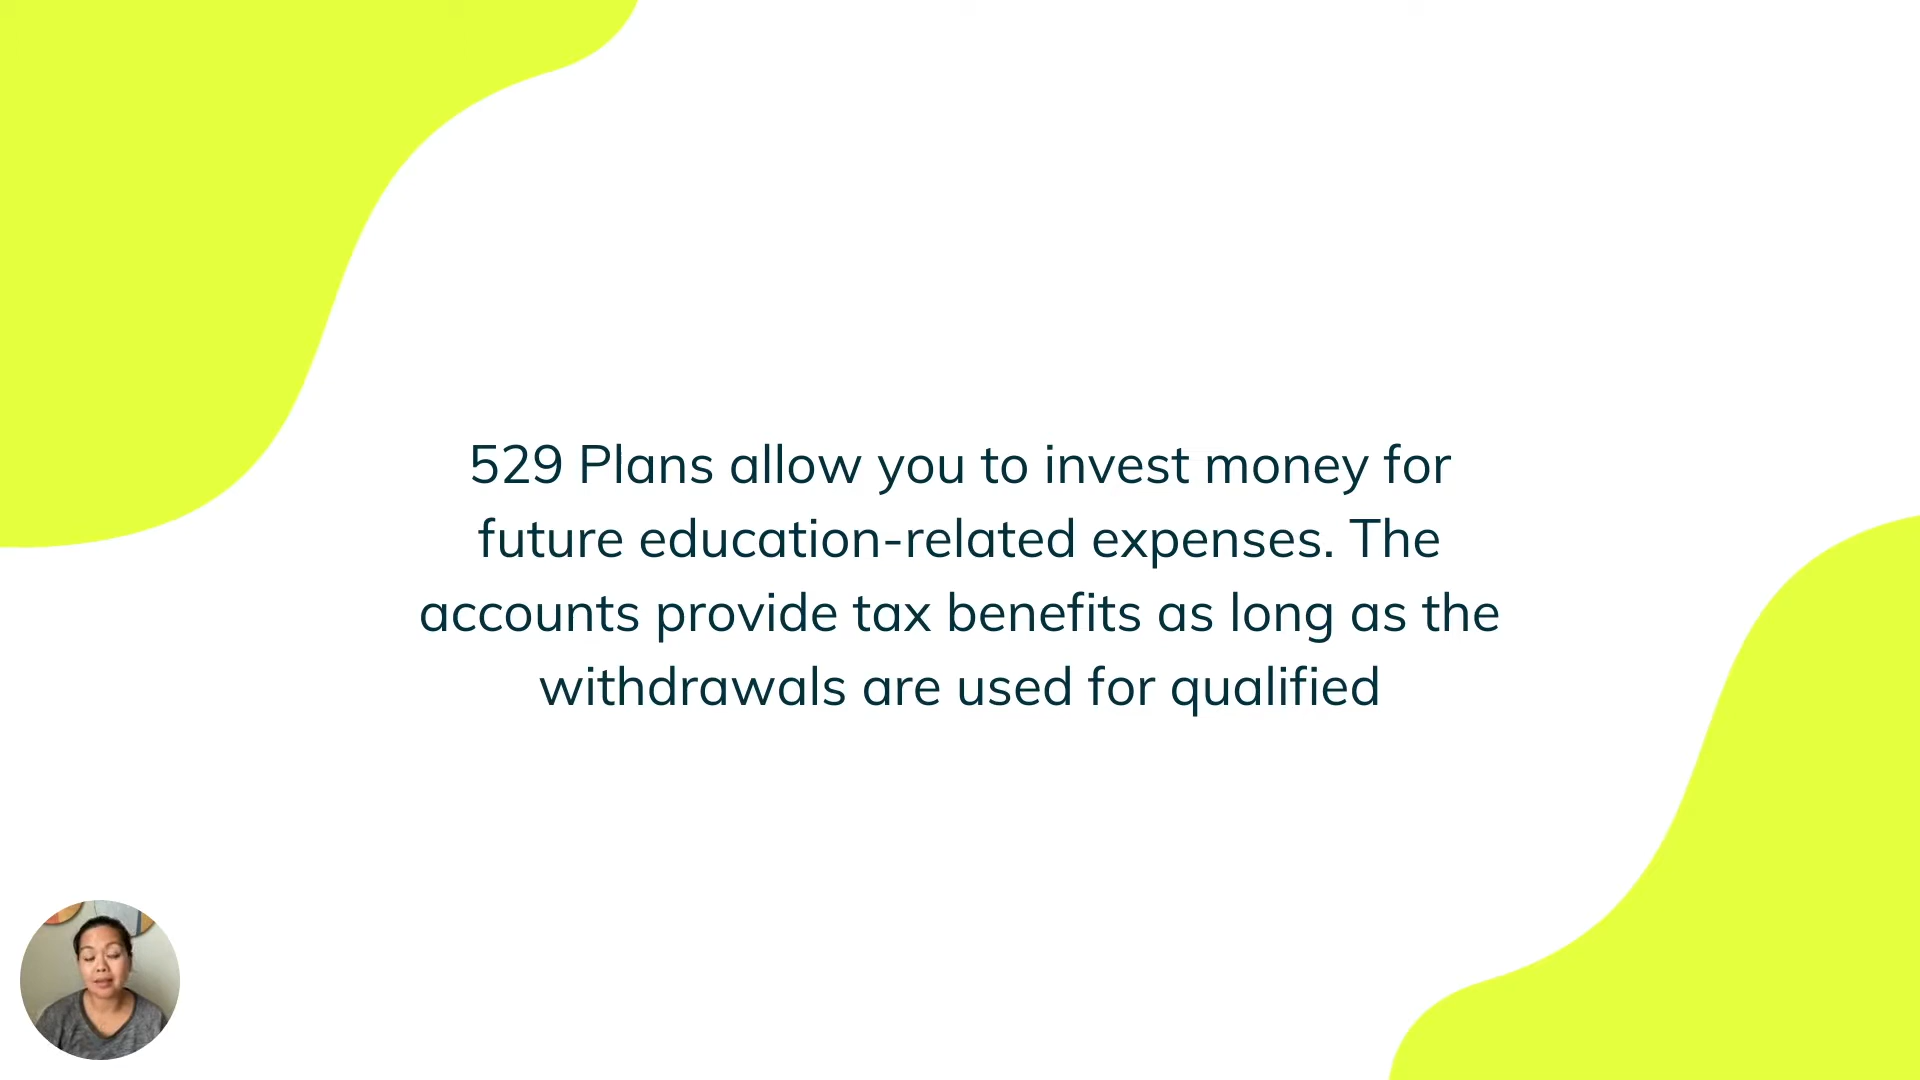 529 Plans allow you to invest money for
future education-related expenses. The
accounts provide tax benefits as long as the
withdrawals are used for qualified